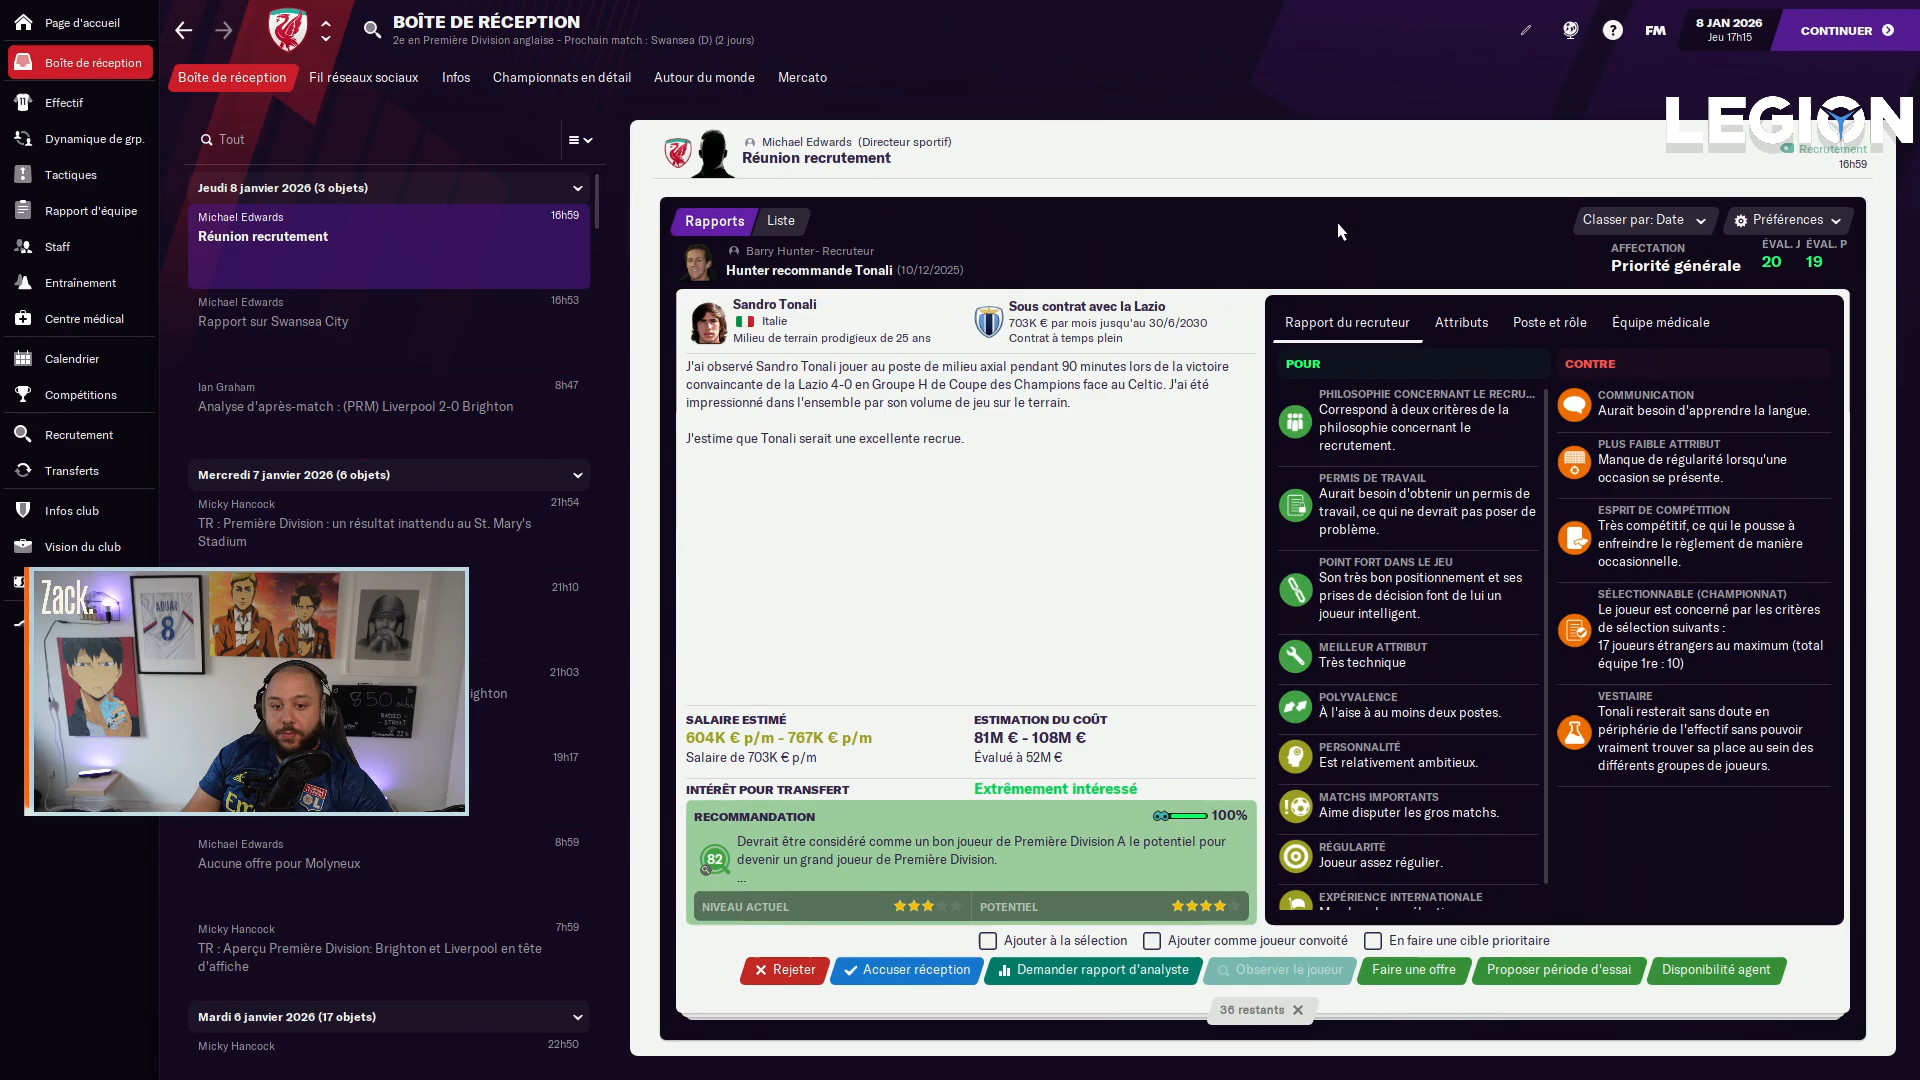 Page d'accueil
Boîte de réception
Effectif
Dynamique de grp.
Tactiques
Rapport d'équipe
Staff
Entraînement
Centre médical
Calendrier
Compétitions
Recrutement
Transferts
Infos club
Vision du club
BOÎTE DE RÉCEPTION
2e en Première Division anglaise - Prochain match : Swansea (D) (2 jours)
FM
8 JAN 2026
Jeu 17h15
CONTINUER
Boîte de réception
Fil réseaux sociaux
Infos
Championnats en détail
Autour du monde
Mercato
LEGION
Tout
Jeudi 8 janvier 2026 (3 objets)
Michael Edwards 16h59
Réunion recrutement
Michael Edwards 16h53
Rapport sur Swansea City
Ian Graham 8h47
Analyse d'après-match : (PRM) Liverpool 2-0 Brighton
Mercredi 7 janvier 2026 (6 objets)
Micky Hancock 21h54
TR : Première Division : un résultat inattendu au St. Mary's
Stadium
21h10
21h03
ighton
19h17
Michael Edwards 8h59
Aucune offre pour Molyneux
Micky Hancock 7h59
TR : Aperçu Première Division: Brighton et Liverpool en tête
d'affiche
Mardi 6 janvier 2026 (17 objets)
Micky Hancock 22h50
Zack.
AOUAR
8
850
RADIO -
- STREET
OL
Michael Edwards (Directeur sportif)
Réunion recrutement
Recrutement
16h59
Rapports
Liste
Classer par: Date
Préférences
Barry Hunter- Recruteur
Hunter recommande Tonali (10/12/2025)
AFFECTATION
Priorité générale
ÉVAL. J ÉVAL. P
20 19
Sandro Tonali
Italie
Milieu de terrain prodigieux de 25 ans
Sous contrat avec la Lazio
703K € par mois jusqu'au 30/6/2030
Contrat à temps plein
J'ai observé Sandro Tonali jouer au poste de milieu axial pendant 90 minutes lors de la victoire
convaincante de la Lazio 4-0 en Groupe H de Coupe des Champions face au Celtic. J'ai été
impressionné dans l'ensemble par son volume de jeu sur le terrain.
J'estime que Tonali serait une excellente recrue.
SALAIRE ESTIMÉ
604K € p/m - 767K € p/m
Salaire de 703K € p/m
ESTIMATION DU COÛT
81M € - 108M €
Évalué à 52M €
INTÉRÊT POUR TRANSFERT
Extrêmement intéressé
RECOMMANDATION
100%
82
Devrait être considéré comme un bon joueur de Première Division A le potentiel pour
devenir un grand joueur de Première Division.
...
NIVEAU ACTUEL
POTENTIEL
Rapport du recruteur
Attributs
Poste et rôle
Équipe médicale
POUR
PHILOSOPHIE CONCERNANT LE RECRU...
Correspond à deux critères de la
philosophie concernant le
recrutement.
PERMIS DE TRAVAIL
Aurait besoin d'obtenir un permis de
travail, ce qui ne devrait pas poser de
problème.
POINT FORT DANS LE JEU
Son très bon positionnement et ses
prises de décision font de lui un
joueur intelligent.
MEILLEUR ATTRIBUT
Très technique
POLYVALENCE
À l'aise à au moins deux postes.
PERSONNALITÉ
Est relativement ambitieux.
MATCHS IMPORTANTS
Aime disputer les gros matchs.
RÉGULARITÉ
Joueur assez régulier.
EXPÉRIENCE INTERNATIONALE
CONTRE
COMMUNICATION
Aurait besoin d'apprendre la langue.
PLUS FAIBLE ATTRIBUT
Manque de régularité lorsqu'une
occasion se présente.
ESPRIT DE COMPÉTITION
Très compétitif, ce qui le pousse à
enfreindre le règlement de manière
occasionnelle.
SÉLECTIONNABLE (CHAMPIONNAT)
Le joueur est concerné par les critères
de sélection suivants :
17 joueurs étrangers au maximum (total
équipe 1re : 10)
VESTIAIRE
Tonali resterait sans doute en
périphérie de l'effectif sans pouvoir
vraiment trouver sa place au sein des
différents groupes de joueurs.
Ajouter à la sélection
Ajouter comme joueur convoité
En faire une cible prioritaire
Rejeter
Accuser réception
Demander rapport d'analyste
Observer le joueur
Faire une offre
Proposer période d'essai
Disponibilité agent
36 restants